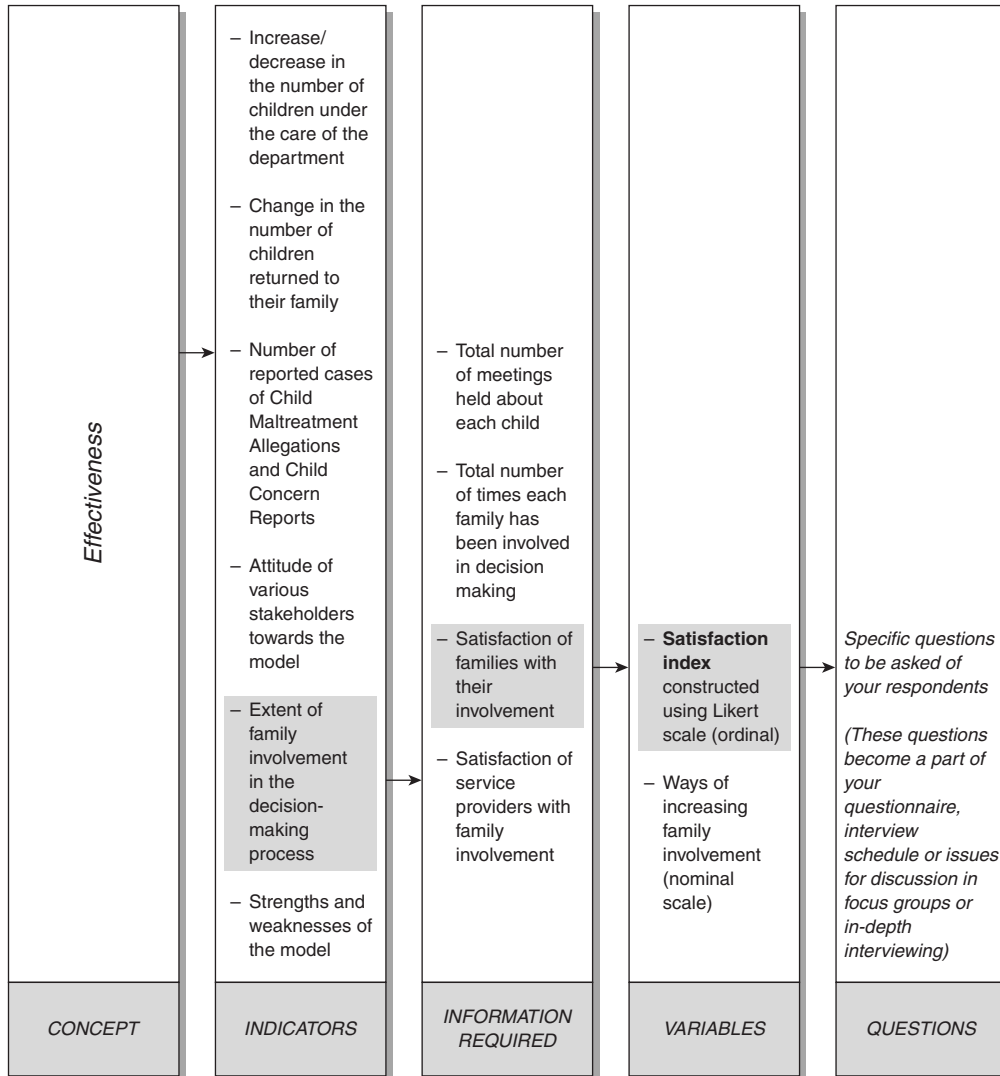 Effectiveness
CONCEPT
– Increase/
decrease in
the number of
children under
the care of the
department
– Change in the
number of
children
returned to
their family
– Number of
reported cases
of Child
Maltreatment
Allegations
and Child
Concern
Reports
– Attitude of
various
stakeholders
towards the
model
– Extent of
family
involvement
in the
decision-
making
process
– Strengths and
weaknesses of
the model
INDICATORS
– Total number
of meetings
held about
each child
– Total number
of times each
family has
been involved
in decision
making
– Satisfaction of
families with
their
involvement
– Satisfaction of
service
providers with
family
involvement
INFORMATION
REQUIRED
– Satisfaction
index
constructed
using Likert
scale (ordinal)
– Ways of
increasing
family
involvement
(nominal
scale)
VARIABLES
Specific questions
to be asked of
your respondents
(These questions
become a part of
your
questionnaire,
interview
schedule or issues
for discussion in
focus groups or
in-depth
interviewing)
QUESTIONS